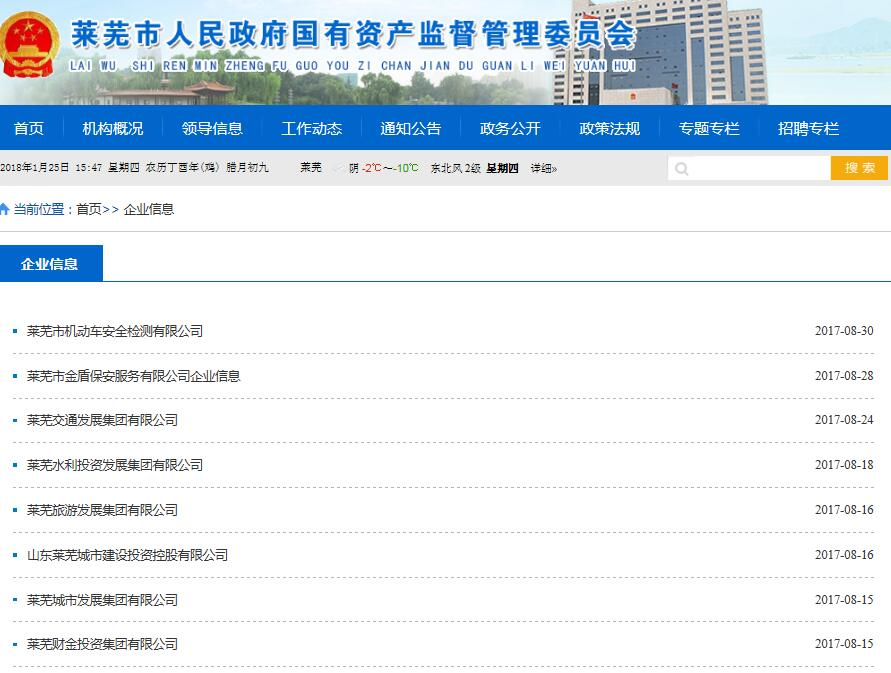 莱芜市人民政府国有资产监督管理委员会
LAI WU SHI REN MIN ZHENG FU GUO YOU ZI CHAN JIAN DU GUAN LI WEI YUAN HUI
首页 机构概况 领导信息 工作动态 通知公告 政务公开 政策法规 专题专栏 招聘专栏
2018年1月25日 15:47 星期四 农历丁酉年(鸡) 腊月初九 莱芜 阴 -2℃~-10℃ 东北风 2级 星期四 详细» 搜 索
当前位置：首页>> 企业信息
企业信息
莱芜市机动车安全检测有限公司 2017-08-30
莱芜市金盾保安服务有限公司企业信息 2017-08-28
莱芜交通发展集团有限公司 2017-08-24
莱芜水利投资发展集团有限公司 2017-08-18
莱芜旅游发展集团有限公司 2017-08-16
山东莱芜城市建设投资控股有限公司 2017-08-16
莱芜城市发展集团有限公司 2017-08-15
莱芜财金投资集团有限公司 2017-08-15